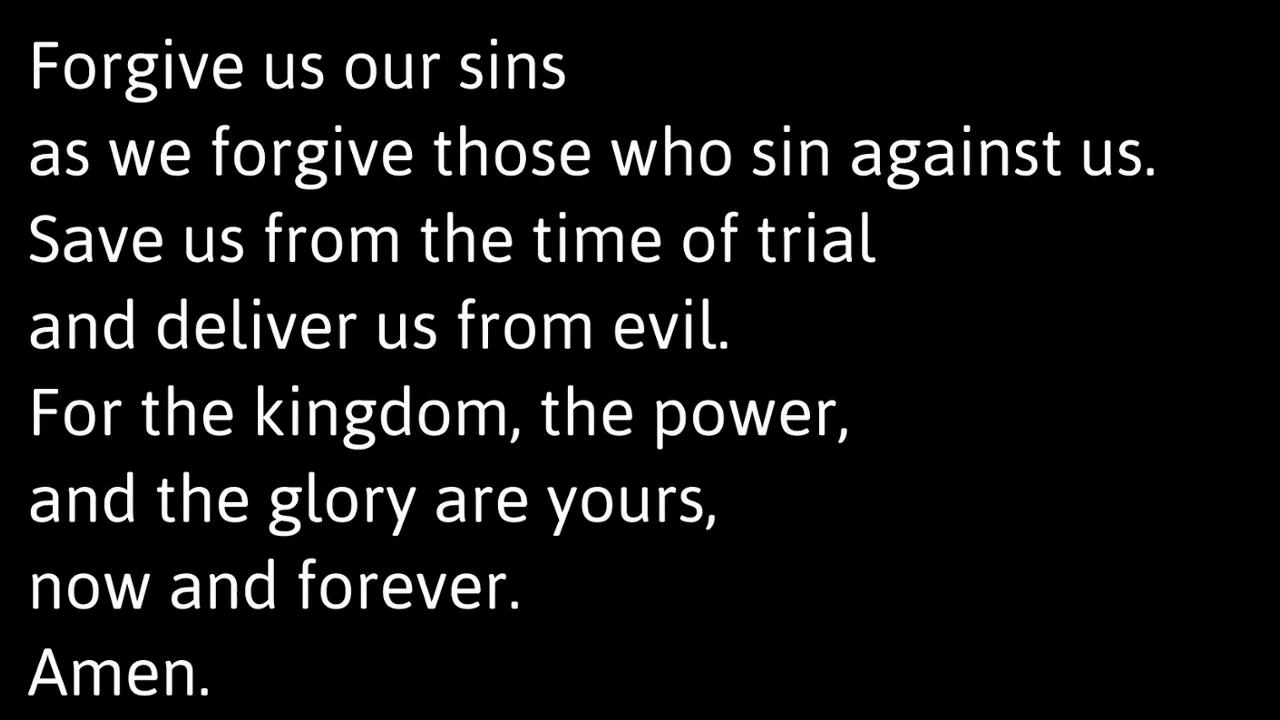 Forgive us our sins
as we forgive those who sin against us.
Save us from the time of trial
and deliver us from evil.
For the kingdom, the power,
and the glory are yours,
now and forever.
Amen.